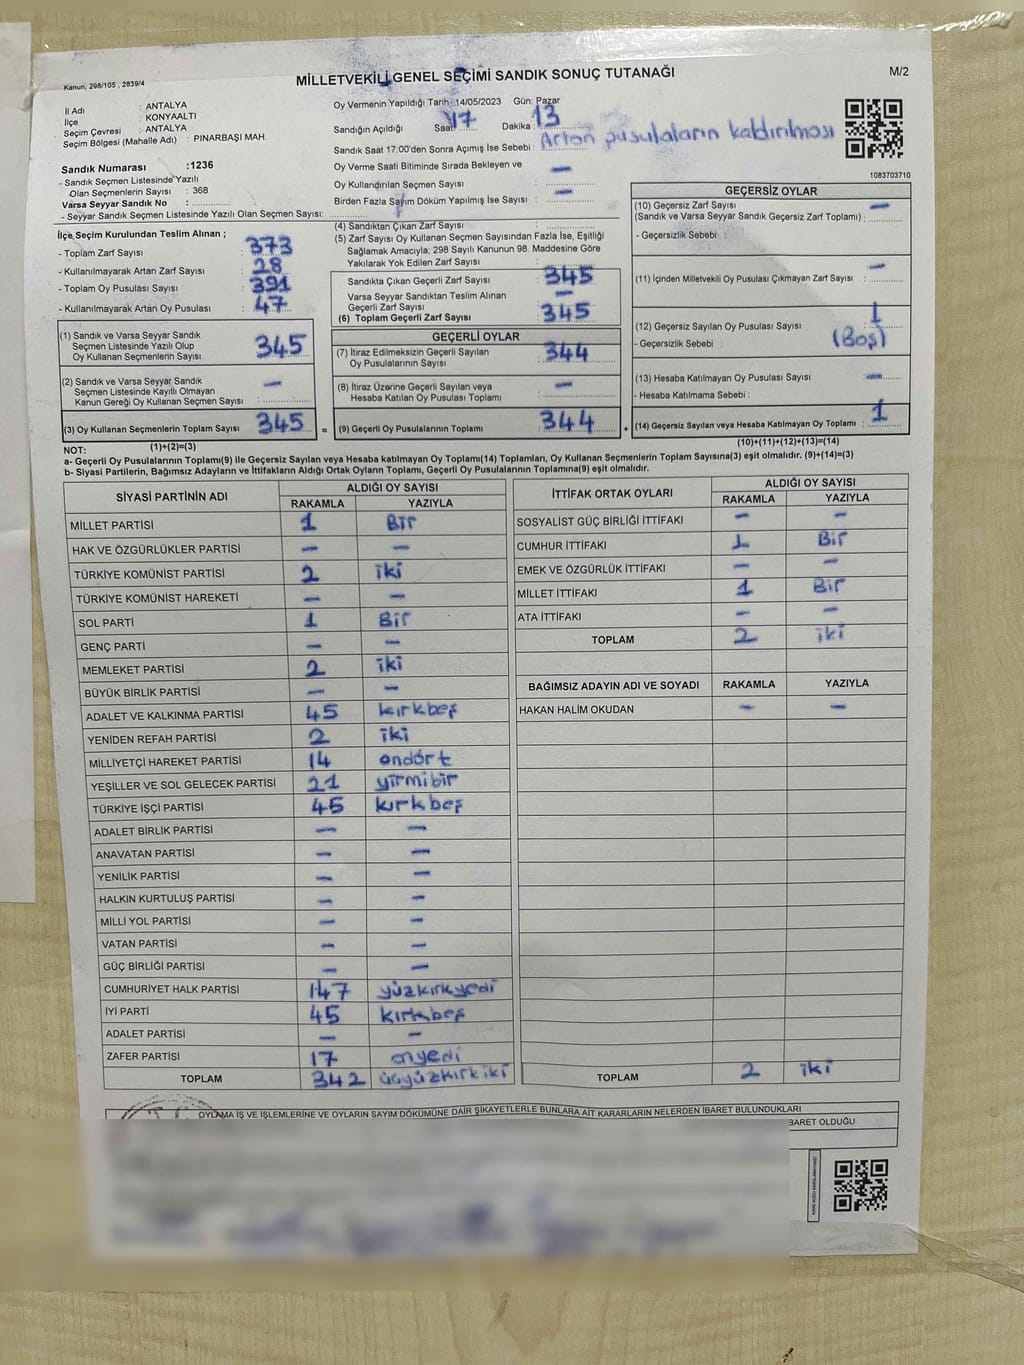 Kanun; 298/105 , 2839/4
MİLLETVEKİLİ GENEL SEÇİMİ SANDIK SONUÇ TUTANAĞI
M/2
İl Adı : ANTALYA
İlçe : KONYAALTI
Seçim Çevresi : ANTALYA
Seçim Bölgesi (Mahalle Adı) : PINARBAŞI MAH.
Sandık Numarası :1236
- Sandık Seçmen Listesinde Yazılı
Olan Seçmenlerin Sayısı : 368
Varsa Seyyar Sandık No :
- Seyyar Sandık Seçmen Listesinde Yazılı Olan Seçmen Sayısı:
Oy Vermenin Yapıldığı Tarih: 14/05/2023 Gün: Pazar
Sandığın Açıldığı Saat: 17 Dakika : 13
Sandık Saat 17:00'den Sonra Açımış İse Sebebi : Artan pusulaların kaldırılması
Oy Verme Saati Bitiminde Sırada Bekleyen ve : —
Oy Kullandırılan Seçmen Sayısı
Birden Fazla Sayım Döküm Yapılmış İse Sayısı : —
1083703710
İlçe Seçim Kurulundan Teslim Alınan ;
- Toplam Zarf Sayısı : 373
- Kullanılmayarak Artan Zarf Sayısı : 28
- Toplam Oy Pusulası Sayısı : 391
- Kullanılmayarak Artan Oy Pusulası : 47
(1) Sandık ve Varsa Seyyar Sandık
Seçmen Listesinde Yazılı Olup
Oy Kullanan Seçmenlerin Sayısı : 345
(2) Sandık ve Varsa Seyyar Sandık
Seçmen Listesinde Kayıtlı Olmayan
Kanun Gereği Oy Kullanan Seçmen Sayısı : —
(3) Oy Kullanan Seçmenlerin Toplam Sayısı : 345 =
(4) Sandıktan Çıkan Zarf Sayısı :
(5) Zarf Sayısı Oy Kullanan Seçmen Sayısından Fazla İse, Eşitliği
Sağlamak Amacıyla; 298 Sayılı Kanunun 98. Maddesine Göre
Yakılarak Yok Edilen Zarf Sayısı :
Sandıkta Çıkan Geçerli Zarf Sayısı : 345
Varsa Seyyar Sandıktan Teslim Alınan
Geçerli Zarf Sayısı : —
(6) Toplam Geçerli Zarf Sayısı : 345
GEÇERLİ OYLAR
(7) İtiraz Edilmeksizin Geçerli Sayılan
Oy Pusulalarının Sayısı : 344
(8) İtiraz Üzerine Geçerli Sayılan veya
Hesaba Katılan Oy Pusulası Toplamı : —
(9) Geçerli Oy Pusulalarının Toplamı : 344 +
GEÇERSİZ OYLAR
(10) Geçersiz Zarf Sayısı
(Sandık ve Varsa Seyyar Sandık Geçersiz Zarf Toplamı) : —
- Geçersizlik Sebebi :
(11) İçinden Milletvekili Oy Pusulası Çıkmayan Zarf Sayısı : —
(12) Geçersiz Sayılan Oy Pusulası Sayısı : 1
- Geçersizlik Sebebi : (Boş)
(13) Hesaba Katılmayan Oy Pusulası Sayısı : —
- Hesaba Katılmama Sebebi :
(14) Geçersiz Sayılan veya Hesaba Katılmayan Oy Toplamı : 1
NOT: (1)+(2)=(3)
(10)+(11)+(12)+(13)=(14)
a- Geçerli Oy Pusulalarının Toplamı(9) ile Geçersiz Sayılan veya Hesaba katılmayan Oy Toplamı(14) Toplamları, Oy Kullanan Seçmenlerin Toplam Sayısına(3) eşit olmalıdır. (9)+(14)=(3)
b- Siyasi Partilerin, Bağımsız Adayların ve İttifakların Aldığı Ortak Oyların Toplamı, Geçerli Oy Pusulalarının Toplamına(9) eşit olmalıdır.
SİYASİ PARTİNİN ADI ALDIĞI OY SAYISI
RAKAMLA YAZIYLA
MİLLET PARTİSİ 1 Bir
HAK VE ÖZGÜRLÜKLER PARTİSİ — —
TÜRKİYE KOMÜNİST PARTİSİ 2 iki
TÜRKİYE KOMÜNİST HAREKETİ — —
SOL PARTİ 1 Bir
GENÇ PARTİ — —
MEMLEKET PARTİSİ 2 iki
BÜYÜK BİRLİK PARTİSİ — —
ADALET VE KALKINMA PARTİSİ 45 kırkbeş
YENİDEN REFAH PARTİSİ 2 iki
MİLLİYETÇİ HAREKET PARTİSİ 14 ondört
YEŞİLLER VE SOL GELECEK PARTİSİ 21 yirmibir
TÜRKİYE İŞÇİ PARTİSİ 45 kırkbeş
ADALET BİRLİK PARTİSİ — —
ANAVATAN PARTİSİ — —
YENİLİK PARTİSİ — —
HALKIN KURTULUŞ PARTİSİ — —
MİLLİ YOL PARTİSİ — —
VATAN PARTİSİ — —
GÜÇ BİRLİĞİ PARTİSİ — —
CUMHURİYET HALK PARTİSİ 147 yüzkırkyedi
İYİ PARTİ 45 kırkbeş
ADALET PARTİSİ — —
ZAFER PARTİSİ 17 onyedi
TOPLAM 342 üçyüzkırkiki
İTTİFAK ORTAK OYLARI ALDIĞI OY SAYISI
RAKAMLA YAZIYLA
SOSYALİST GÜÇ BİRLİĞİ İTTİFAKI — —
CUMHUR İTTİFAKI 1 Bir
EMEK VE ÖZGÜRLÜK İTTİFAKI — —
MİLLET İTTİFAKI 1 Bir
ATA İTTİFAKI — —
TOPLAM 2 iki
BAĞIMSIZ ADAYIN ADI VE SOYADI RAKAMLA YAZIYLA
HAKAN HALİM OKUDAN — —
TOPLAM 2 iki
OYLAMA İŞ VE İŞLEMLERİNE VE OYLARIN SAYIM DÖKÜMÜNE DAİR ŞİKAYETLERLE BUNLARA AİT KARARLARIN NELERDEN İBARET BULUNDUKLARI
BARET OLDUĞU